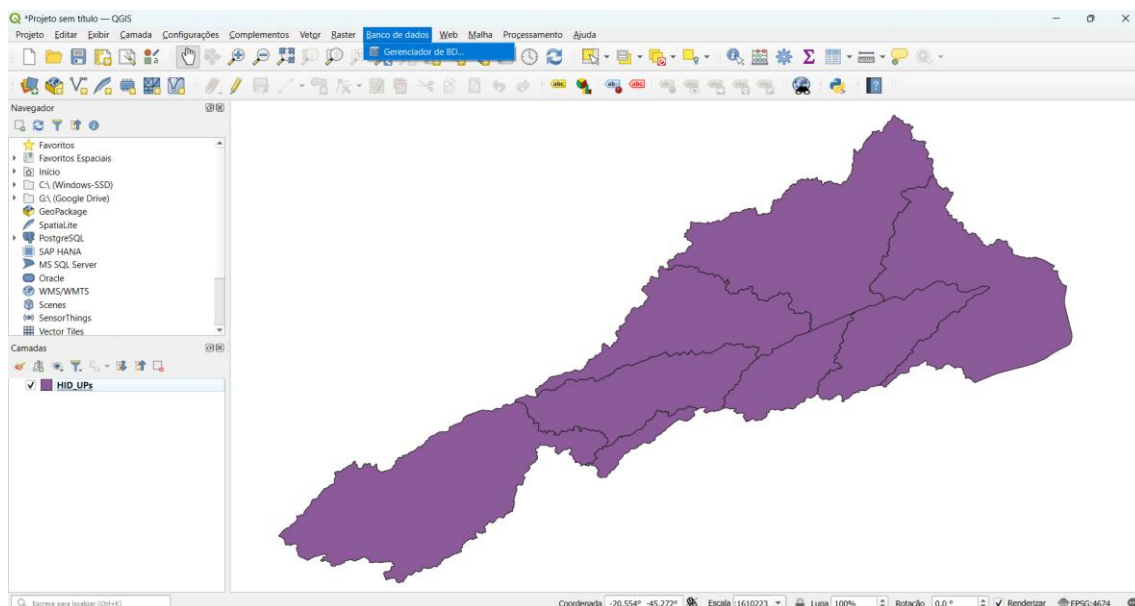 *Projeto sem título — QGIS
Projeto Editar Exibir Camada Configurações Complementos Vetor Raster Banco de dados Web Malha Processamento Ajuda
Gerenciador de BD...
Navegador
Favoritos
Favoritos Espaciais
Início
C:\ (Windows-SSD)
G:\ (Google Drive)
GeoPackage
SpatiaLite
PostgreSQL
SAP HANA
MS SQL Server
Oracle
WMS/WMTS
Scenes
SensorThings
Vector Tiles
Camadas
HID_UPs
Escreva para localizar (Ctrl+K)
Coordenada -20.554° -45.272° Escala :1610223 Lupa 100% Rotação 0,0 ° Renderizar EPSG:4674